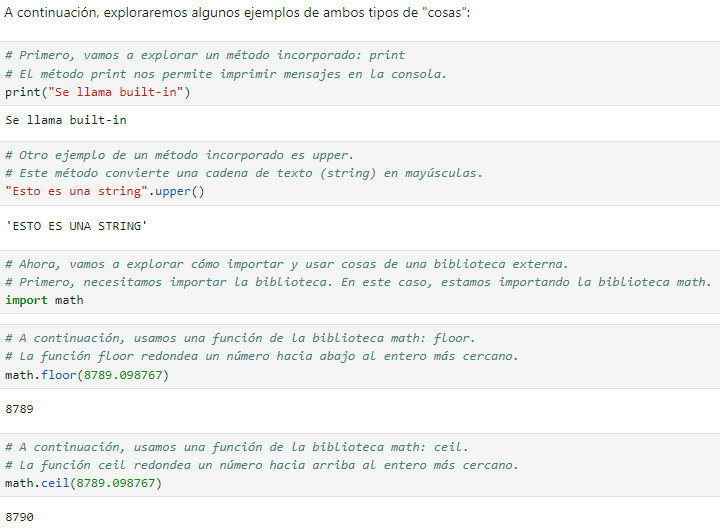 A continuación, exploraremos algunos ejemplos de ambos tipos de "cosas":
# Primero, vamos a explorar un método incorporado: print
# El método print nos permite imprimir mensajes en la consola.
print("Se llama built-in")
Se llama built-in
# Otro ejemplo de un método incorporado es upper.
# Este método convierte una cadena de texto (string) en mayúsculas.
"Esto es una string".upper()
'ESTO ES UNA STRING'
# Ahora, vamos a explorar cómo importar y usar cosas de una biblioteca externa.
# Primero, necesitamos importar la biblioteca. En este caso, estamos importando la biblioteca math.
import math
# A continuación, usamos una función de la biblioteca math: floor.
# La función floor redondea un número hacia abajo al entero más cercano.
math.floor(8789.098767)
8789
# A continuación, usamos una función de la biblioteca math: ceil.
# La función ceil redondea un número hacia arriba al entero más cercano.
math.ceil(8789.098767)
8790